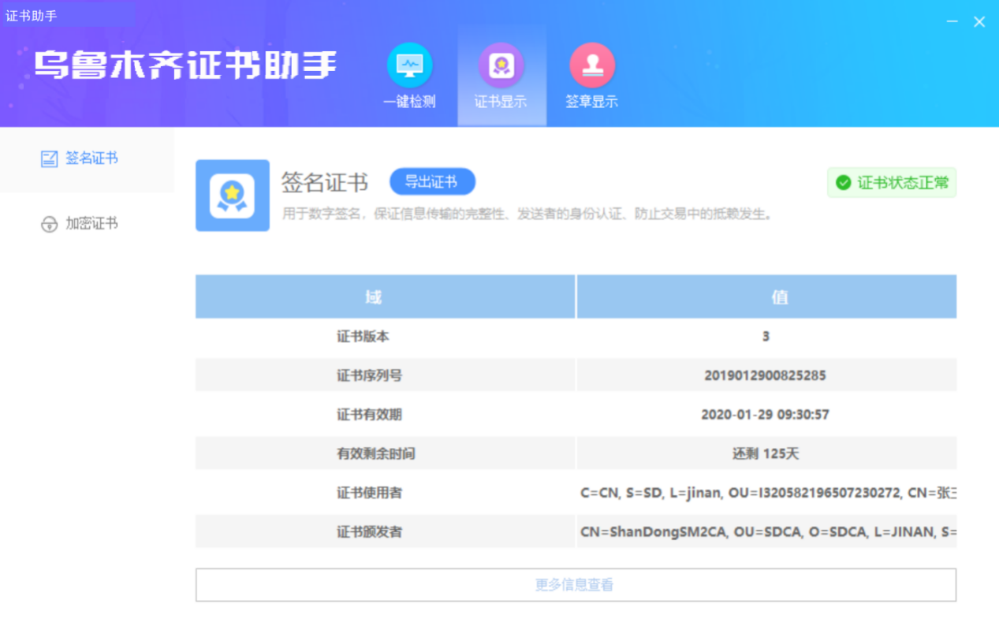 证书助手
乌鲁木齐证书助手
一键检测
证书显示
签章显示
签名证书
加密证书
签名证书
导出证书
证书状态正常
用于数字签名，保证信息传输的完整性、发送者的身份认证、防止交易中的抵赖发生。
域 值
证书版本 3
证书序列号 2019012900825285
证书有效期 2020-01-29 09:30:57
有效剩余时间 还剩 125天
证书使用者 C=CN, S=SD, L=jinan, OU=I320582196507230272, CN=张
证书颁发者 CN=ShanDongSM2CA, OU=SDCA, O=SDCA, L=JINAN, S=
更多信息查看